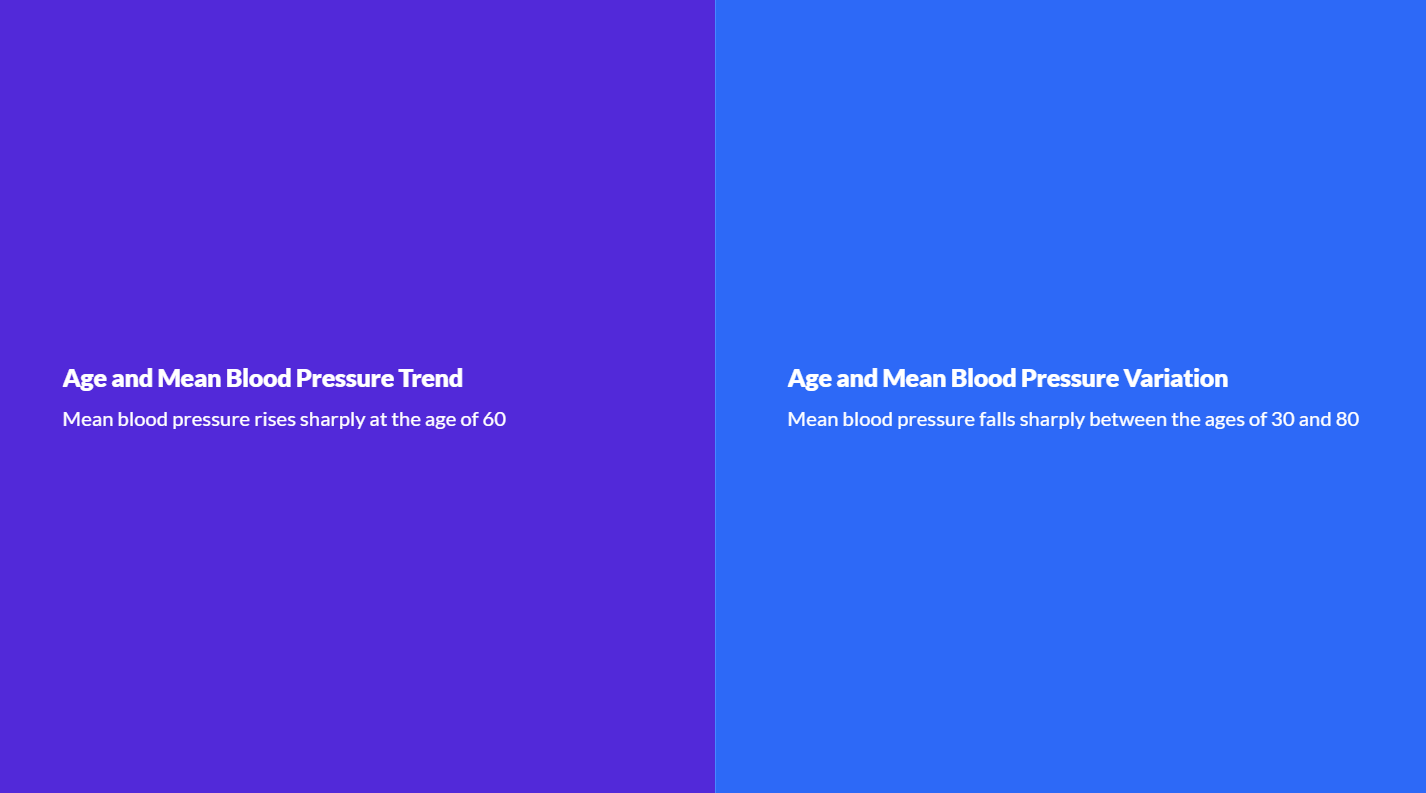 Age and Mean Blood Pressure Trend
Mean blood pressure rises sharply at the age of 60
Age and Mean Blood Pressure Variation
Mean blood pressure falls sharply between the ages of 30 and 80